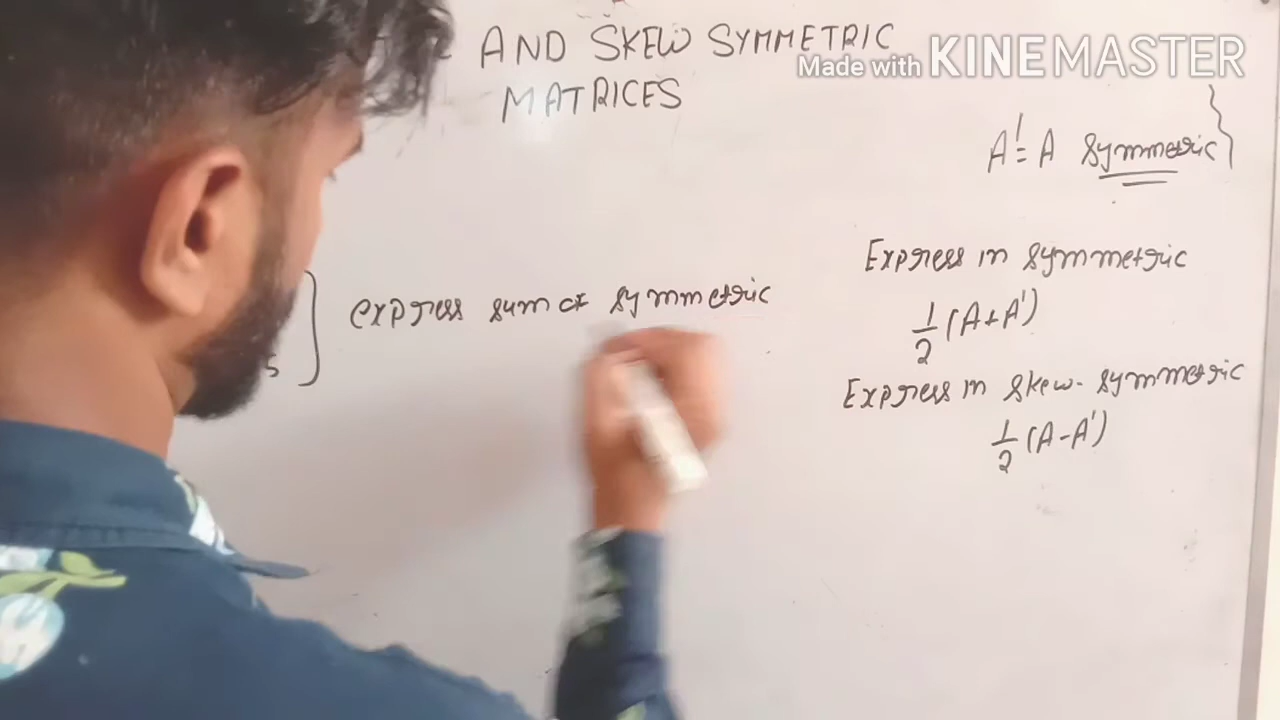 AND SKEW SYMMETRIC
MATRICES
Made with KINEMASTER
A' = A symmetric
Express in symmetric
1/2 (A+A')
express sum of symmetric
Express in skew-symmetric
1/2 (A-A')